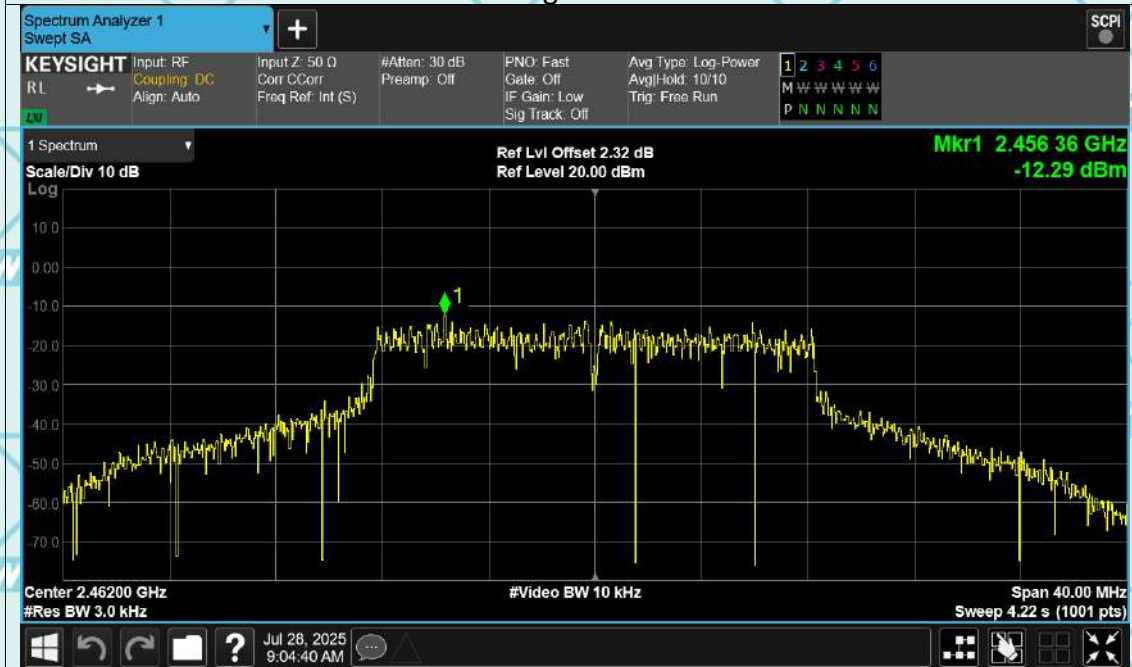 Spectrum Analyzer 1
Swept SA
+
SCPI
KEYSIGHT
RL
LXI
Input: RF
Coupling: DC
Align: Auto
Input Z: 50 Ω
Corr CCorr
Freq Ref: Int (S)
#Atten: 30 dB
Preamp: Off
PNO: Fast
Gate: Off
IF Gain: Low
Sig Track: Off
Avg Type: Log-Power
Avg|Hold: 10/10
Trig: Free Run
1 2 3 4 5 6
M W W W W W
P N N N N N
1 Spectrum
Scale/Div 10 dB
Log
Ref Lvl Offset 2.32 dB
Ref Level 20.00 dBm
Mkr1 2.456 36 GHz
-12.29 dBm
10.0
0.00
-10.0
-20.0
-30.0
-40.0
-50.0
-60.0
-70.0
1
Center 2.46200 GHz
#Res BW 3.0 kHz
#Video BW 10 kHz
Span 40.00 MHz
Sweep 4.22 s (1001 pts)
?
Jul 28, 2025
9:04:40 AM